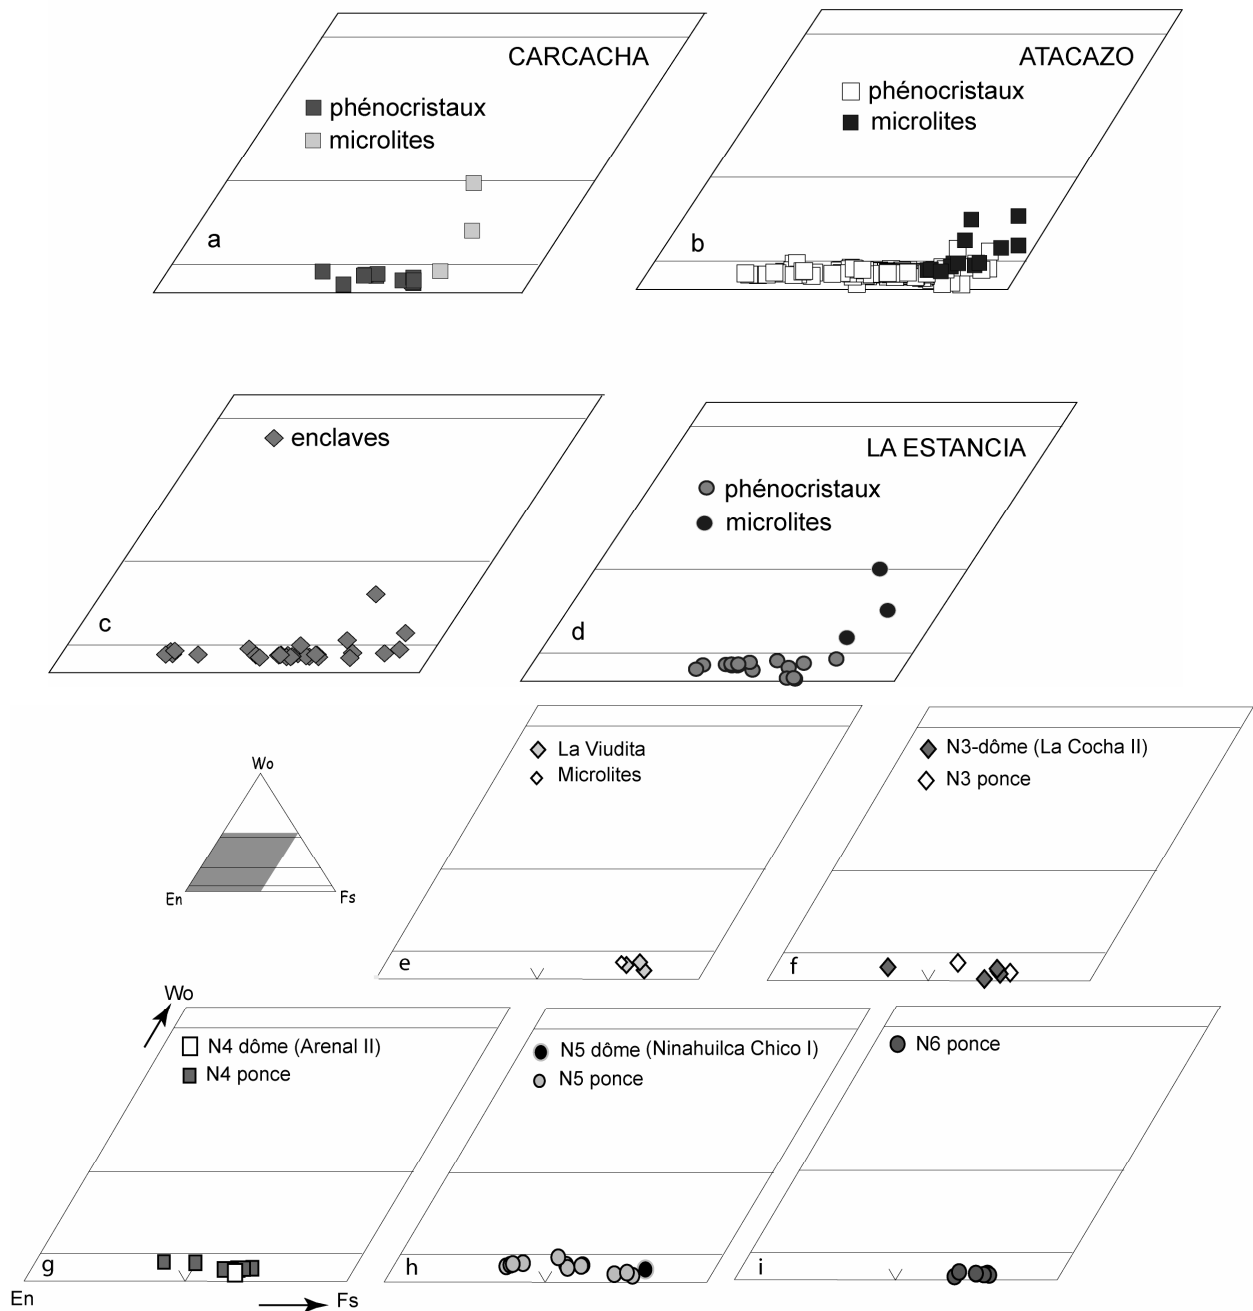 CARCACHA
phénocristaux
microlites
a
ATACAZO
phénocristaux
microlites
b
enclaves
c
LA ESTANCIA
phénocristaux
microlites
d
Wo
En
Fs
La Viudita
Microlites
e
N3-dôme (La Cocha II)
N3 ponce
f
Wo
N4 dôme (Arenal II)
N4 ponce
g
En
Fs
N5 dôme (Ninahuilca Chico I)
N5 ponce
h
N6 ponce
i